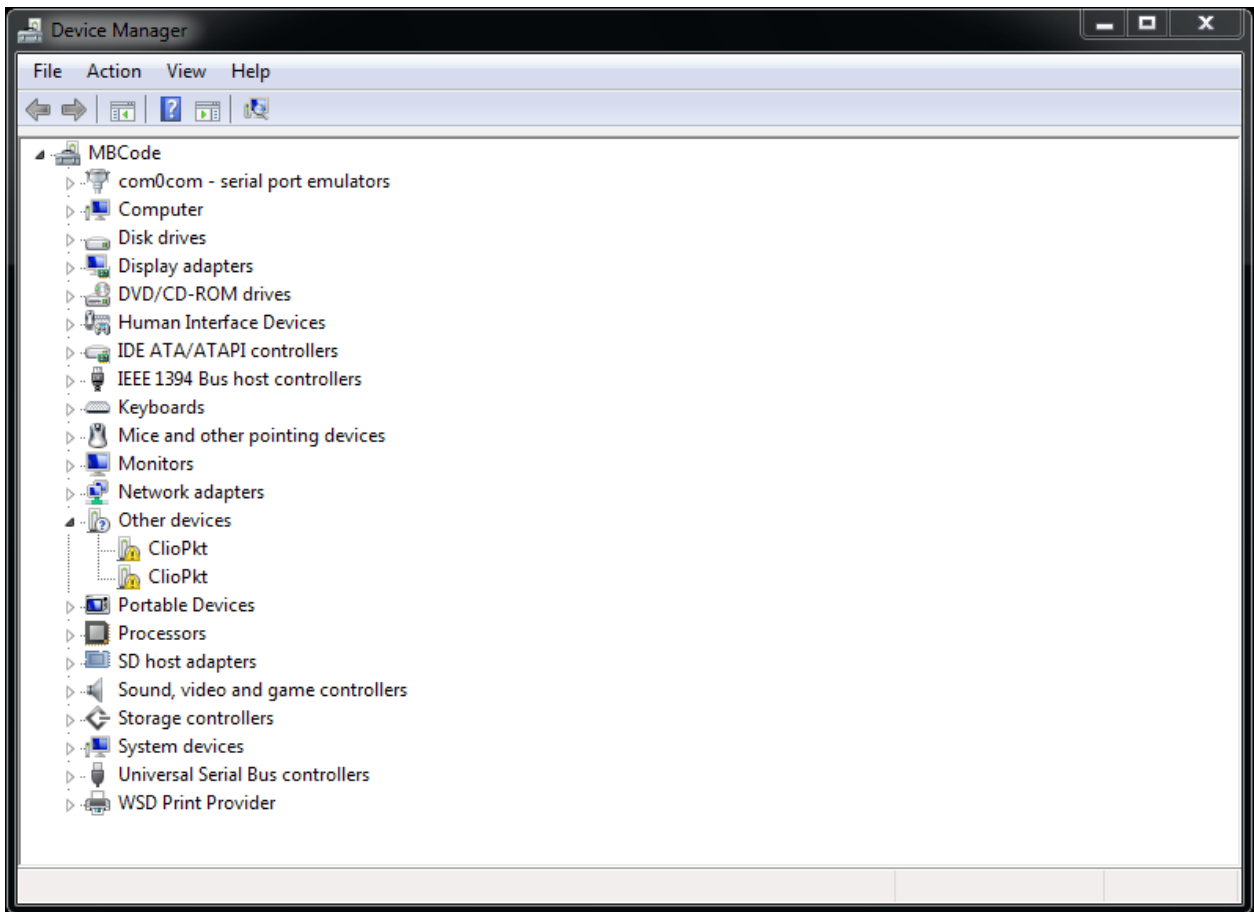 Device Manager
File Action View Help
MBCode
com0com - serial port emulators
Computer
Disk drives
Display adapters
DVD/CD-ROM drives
Human Interface Devices
IDE ATA/ATAPI controllers
IEEE 1394 Bus host controllers
Keyboards
Mice and other pointing devices
Monitors
Network adapters
Other devices
ClioPkt
ClioPkt
Portable Devices
Processors
SD host adapters
Sound, video and game controllers
Storage controllers
System devices
Universal Serial Bus controllers
WSD Print Provider